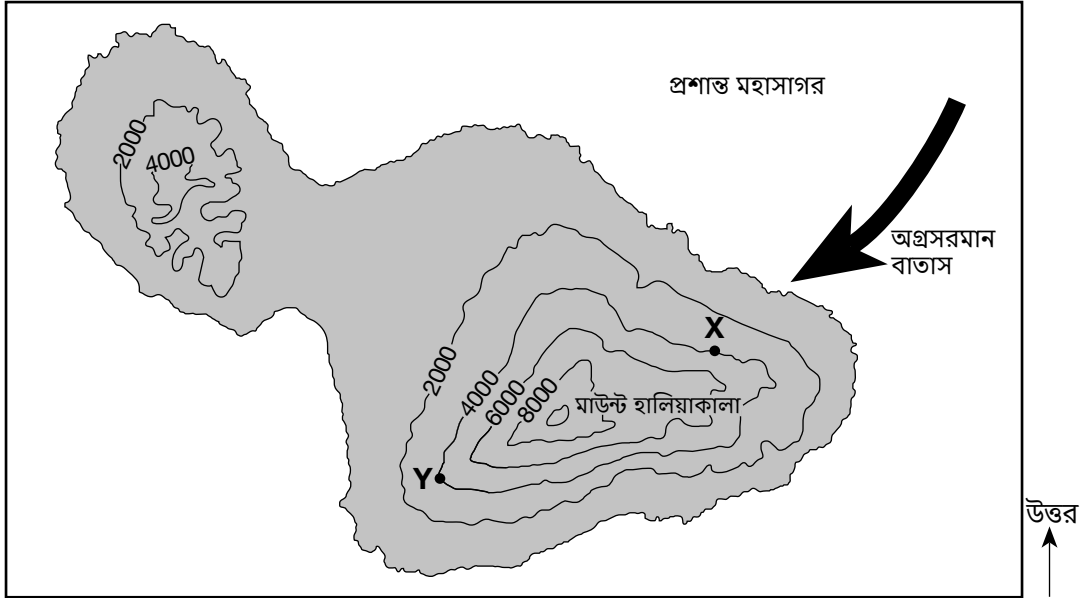 প্রশান্ত মহাসাগর
2000
4000
অগ্রসরমান
বাতাস
X
2000
4000
6000
8000
মাউন্ট হালিয়াকালা
Y
উত্তর